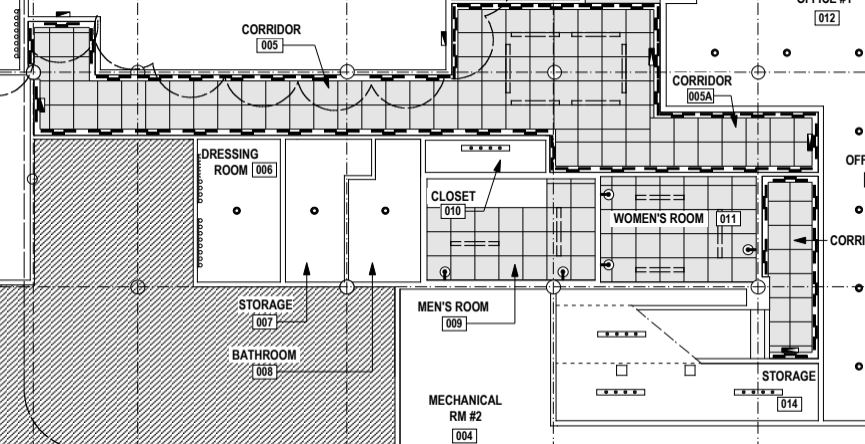 OFFICE #1
012
CORRIDOR
005
CORRIDOR
005A
DRESSING
ROOM 006
CLOSET
010
WOMEN'S ROOM 011
CORRI
STORAGE
007
MEN'S ROOM
009
BATHROOM
008
STORAGE
014
MECHANICAL
RM #2
004